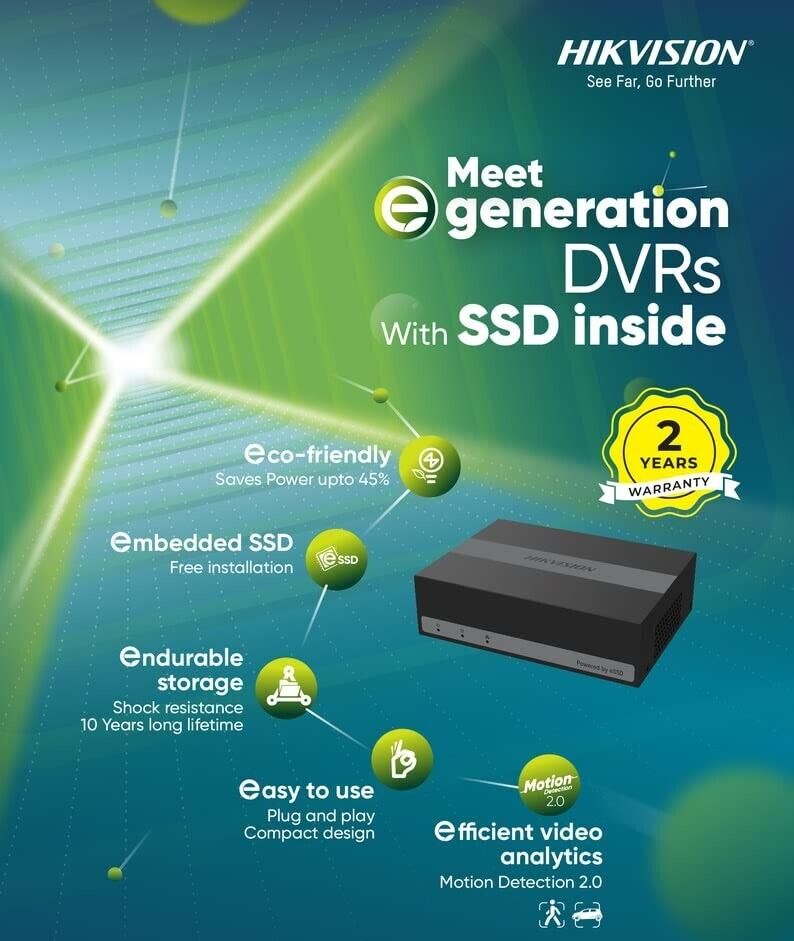 HIKVISION®
See Far, Go Further
Meet
e generation
DVRs
With SSD inside
2
YEARS
WARRANTY
eco-friendly
Saves Power upto 45%
embedded SSD
Free installation
eSSD
HIKVISION
Powered by eSSD
endurable
storage
Shock resistance
10 Years long lifetime
easy to use
Plug and play
Compact design
Motion
Detection
2.0
efficient video
analytics
Motion Detection 2.0